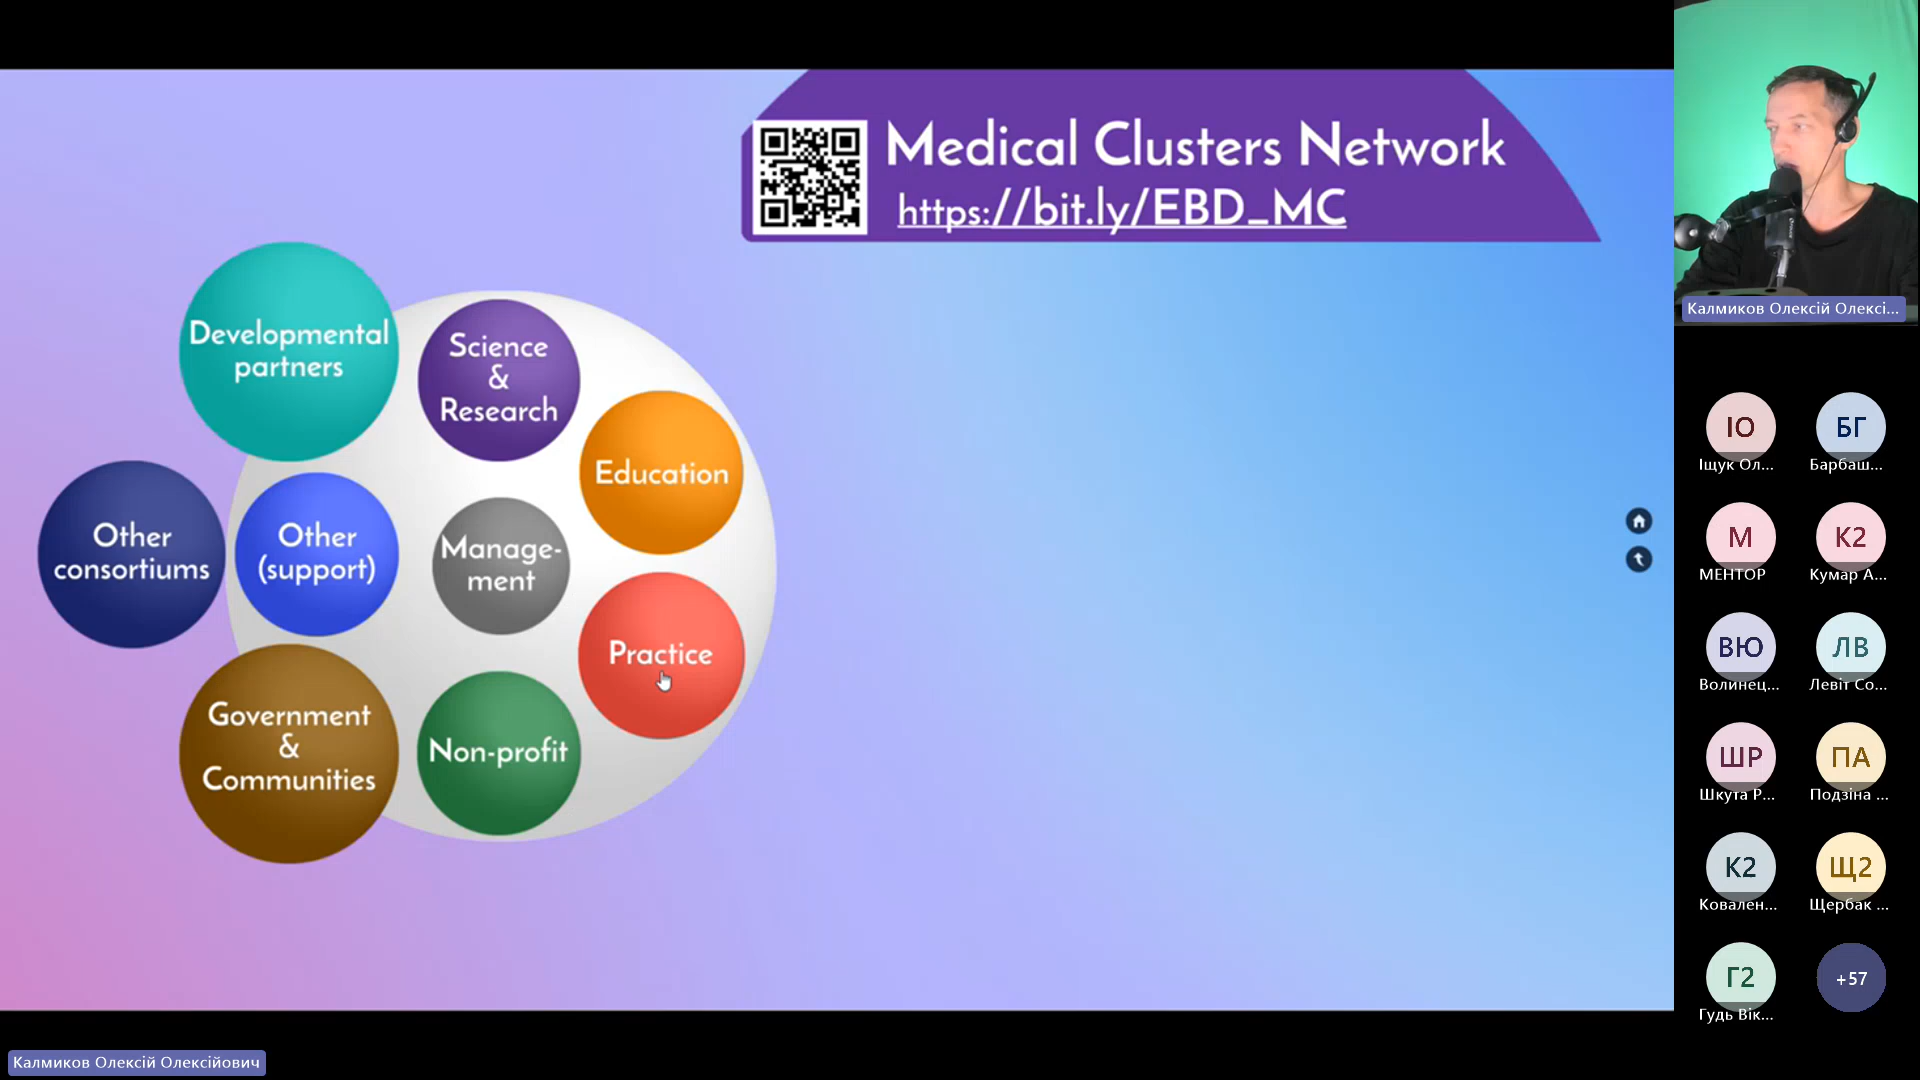 Medical Clusters Network
https://bit.ly/EBD_MC
Developmental
partners
Science
&
Research
Education
Other
consortiums
Other
(support)
Manage-
ment
Practice
Government
&
Communities
Non-profit
Калмиков Олексій Олексі...
ІО
Іщук Ол...
БГ
Барбаш...
М
МЕНТОР
К2
Кумар А...
ВЮ
Волинец...
ЛВ
Левіт Со...
ШР
Шкута Р...
ПА
Подзіна ...
К2
Ковален...
Щ2
Щербак ...
Г2
Гудь Вік...
+57
Калмиков Олексій Олексійович